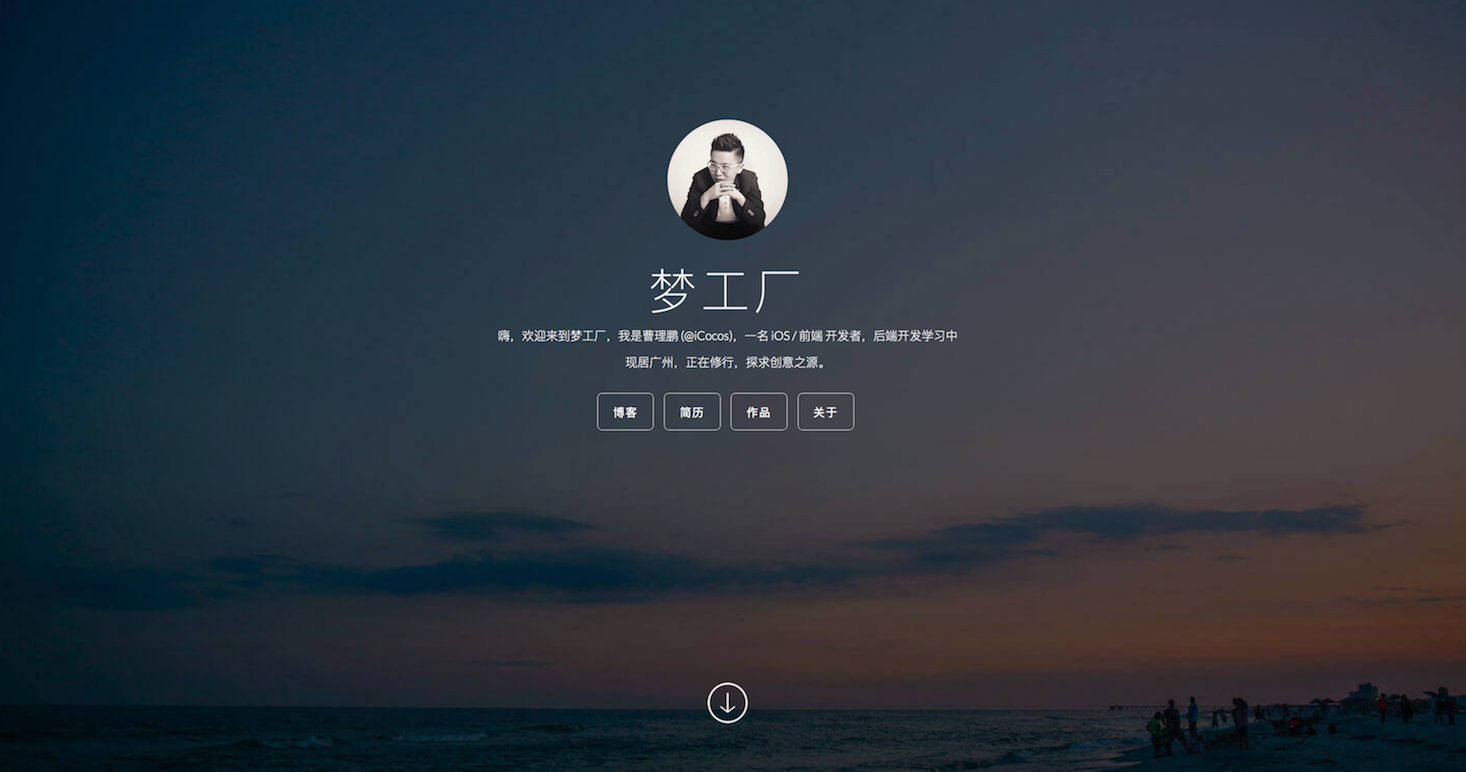 梦工厂
嗨，欢迎来到梦工厂，我是曹理鹏 (@iCocos)，一名 iOS / 前端 开发者，后端开发学习中
现居广州，正在修行，探求创意之源。
博客 简历 作品 关于